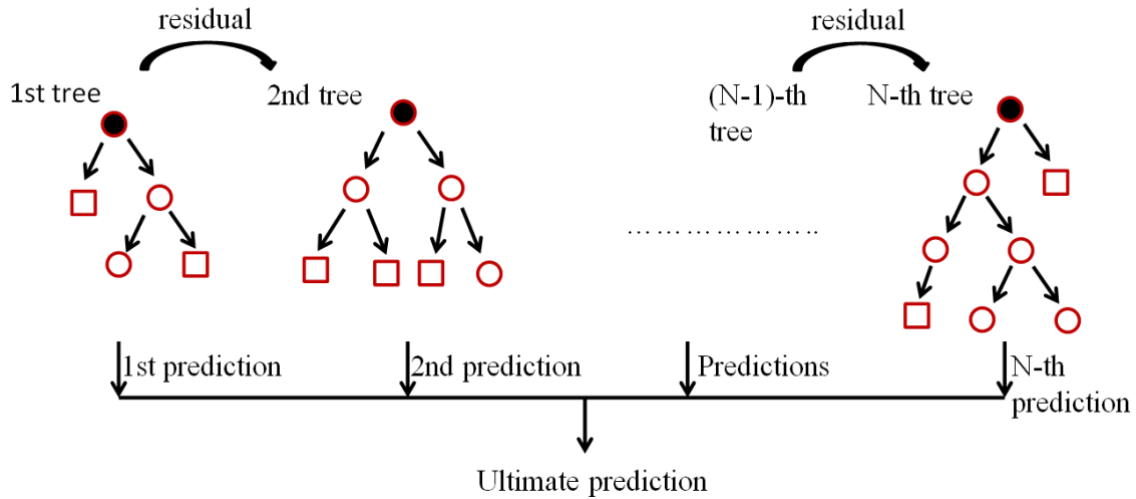 residual
residual
1st tree
2nd tree
(N-1)-th
tree
N-th tree
… … … … … … ..
1st prediction
2nd prediction
Predictions
N-th
prediction
Ultimate prediction